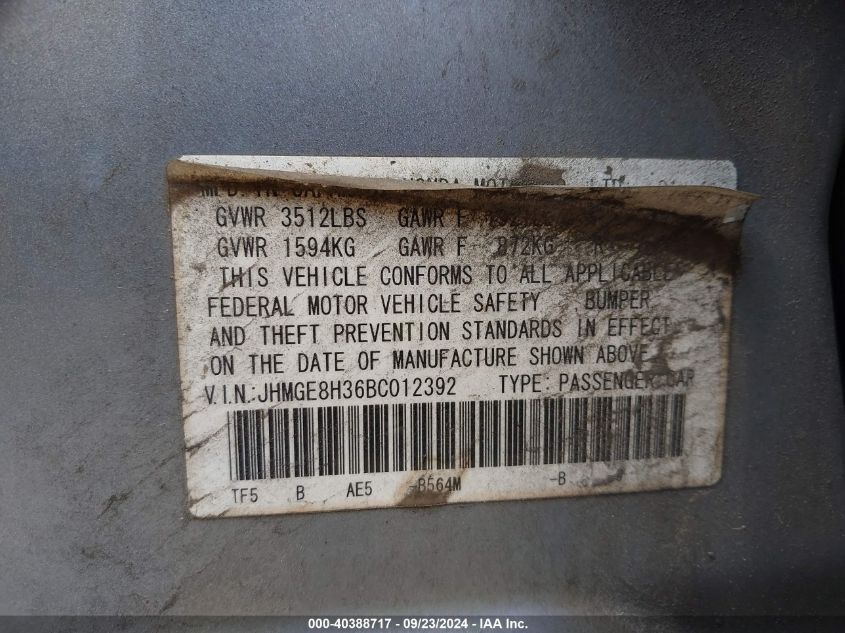 GVWR 3512LBS GAWR F
GVWR 1594KG GAWR F 872KG
THIS VEHICLE CONFORMS TO ALL APPLICABLE
FEDERAL MOTOR VEHICLE SAFETY BUMPER
AND THEFT PREVENTION STANDARDS IN EFFECT
ON THE DATE OF MANUFACTURE SHOWN ABOVE
V.I.N.:JHMGE8H36BC012392 TYPE: PASSENGER CAR
TF5 B AE5 -B564M -B
000-40388717 - 09/23/2024 - IAA Inc.